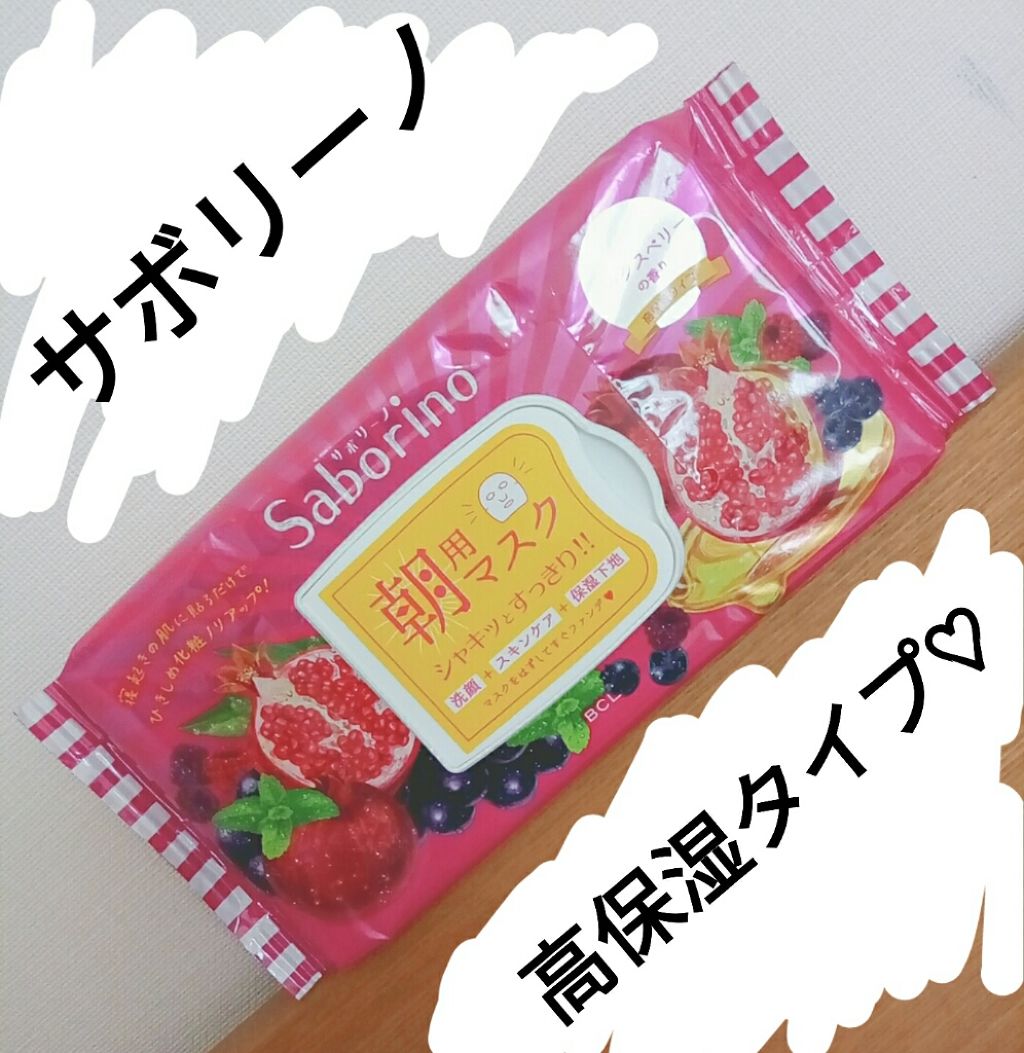 サボリーノ
スペリー
の香り
サボリーノ
Saborino
朝用マスク
シャキッとすっきり!!
洗顔+スキンケア+保湿下地
マスクをはずしてすぐファンデ♥
寝起きの肌に貼るだけで
ひきしめ化粧ノリアップ!
BCL
高保湿タイプ♡